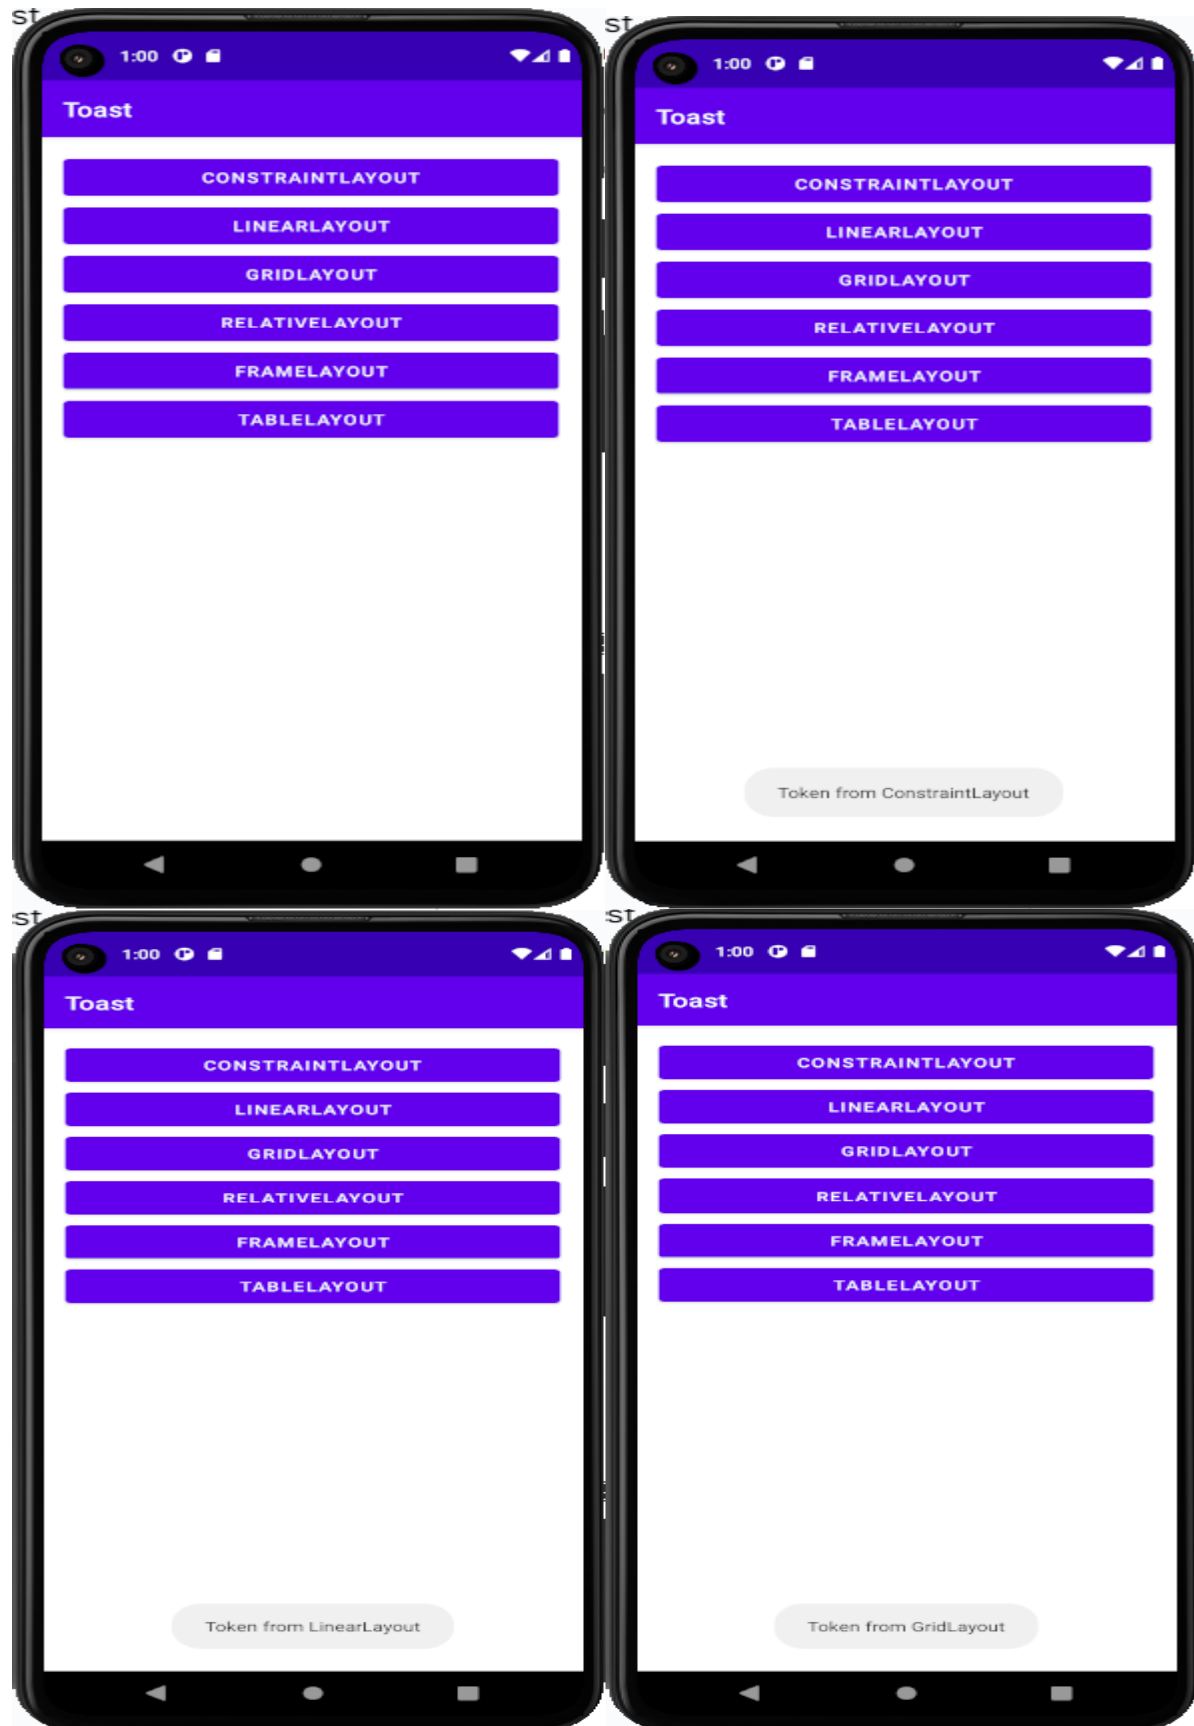 st
1:00
Toast
CONSTRAINTLAYOUT
LINEARLAYOUT
GRIDLAYOUT
RELATIVELAYOUT
FRAMELAYOUT
TABLELAYOUT
st
1:00
Toast
CONSTRAINTLAYOUT
LINEARLAYOUT
GRIDLAYOUT
RELATIVELAYOUT
FRAMELAYOUT
TABLELAYOUT
Token from ConstraintLayout
st
1:00
Toast
CONSTRAINTLAYOUT
LINEARLAYOUT
GRIDLAYOUT
RELATIVELAYOUT
FRAMELAYOUT
TABLELAYOUT
Token from LinearLayout
st
1:00
Toast
CONSTRAINTLAYOUT
LINEARLAYOUT
GRIDLAYOUT
RELATIVELAYOUT
FRAMELAYOUT
TABLELAYOUT
Token from GridLayout